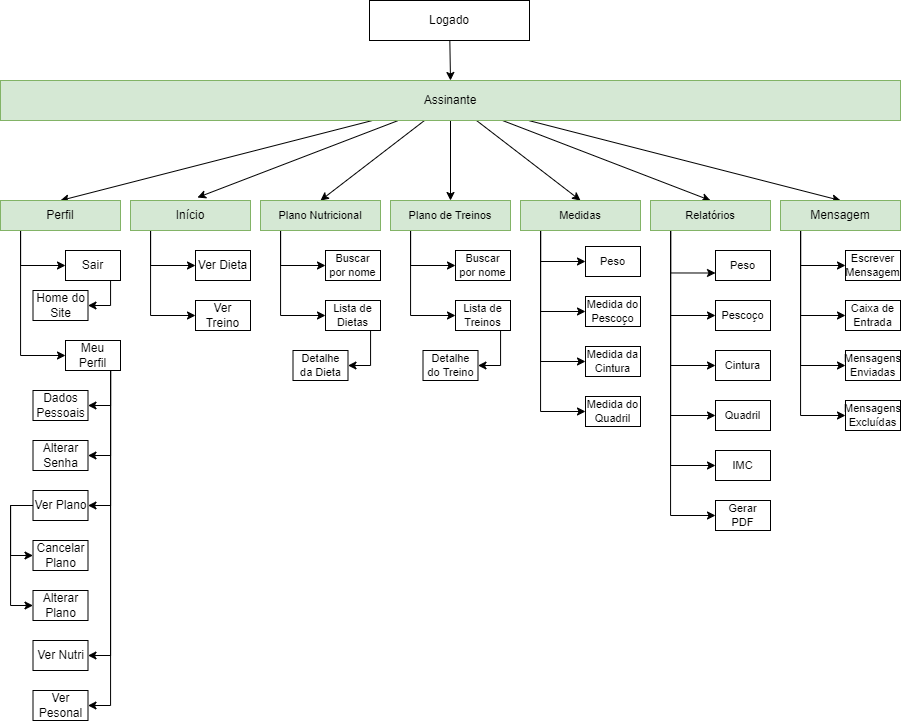 Logado
Assinante
Perfil
Início
Plano Nutricional
Plano de Treinos
Medidas
Relatórios
Mensagem
Sair
Home do
Site
Meu
Perfil
Dados
Pessoais
Alterar
Senha
Ver Plano
Cancelar
Plano
Alterar
Plano
Ver Nutri
Ver
Pesonal
Ver Dieta
Ver
Treino
Buscar
por nome
Lista de
Dietas
Detalhe
da Dieta
Buscar
por nome
Lista de
Treinos
Detalhe
do Treino
Peso
Medida do
Pescoço
Medida da
Cintura
Medida do
Quadril
Peso
Pescoço
Cintura
Quadril
IMC
Gerar
PDF
Escrever
Mensagem
Caixa de
Entrada
Mensagens
Enviadas
Mensagens
Excluídas